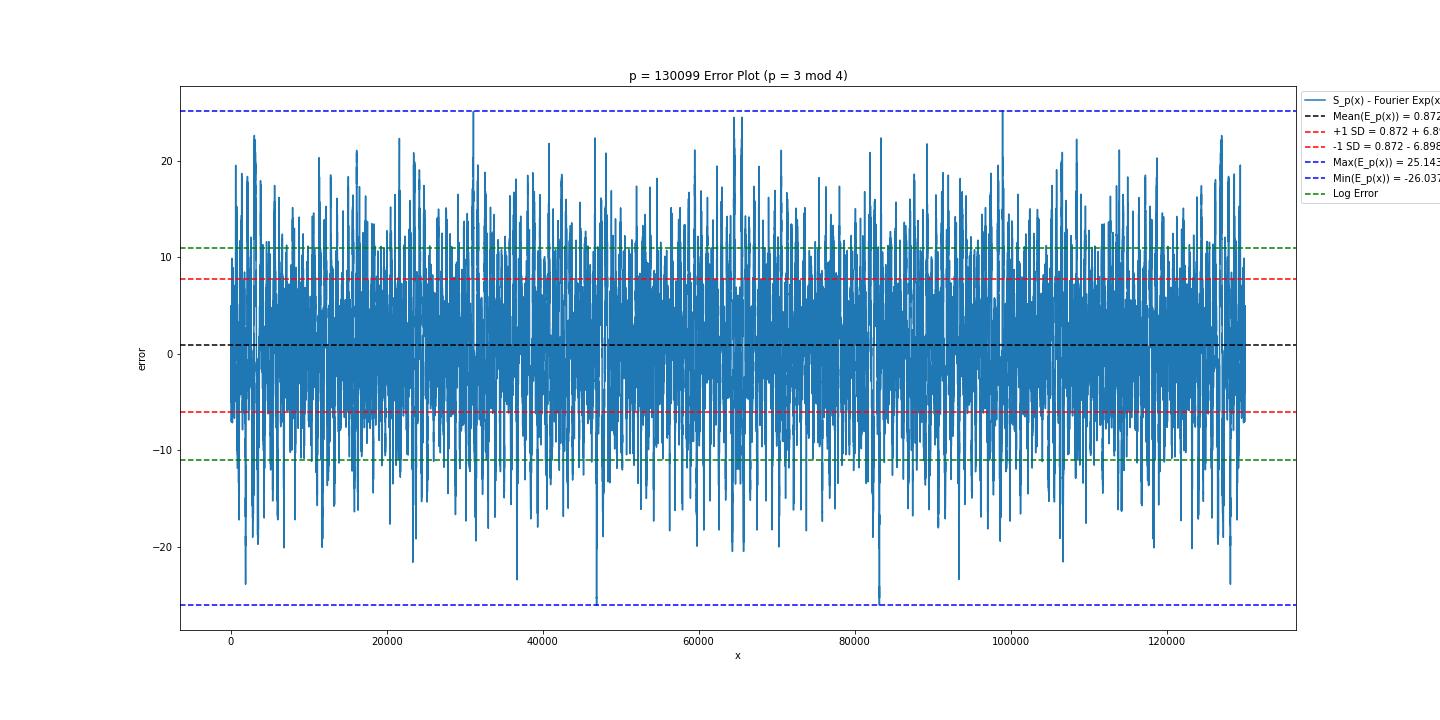 p = 130099 Error Plot (p = 3 mod 4)
S_p(x) - Fourier Exp(x
Mean(E_p(x)) = 0.872
+1 SD = 0.872 + 6.89
-1 SD = 0.872 - 6.898
Max(E_p(x)) = 25.143
Min(E_p(x)) = -26.037
Log Error
error
20
10
0
−10
−20
0 20000 40000 60000 80000 100000 120000
x